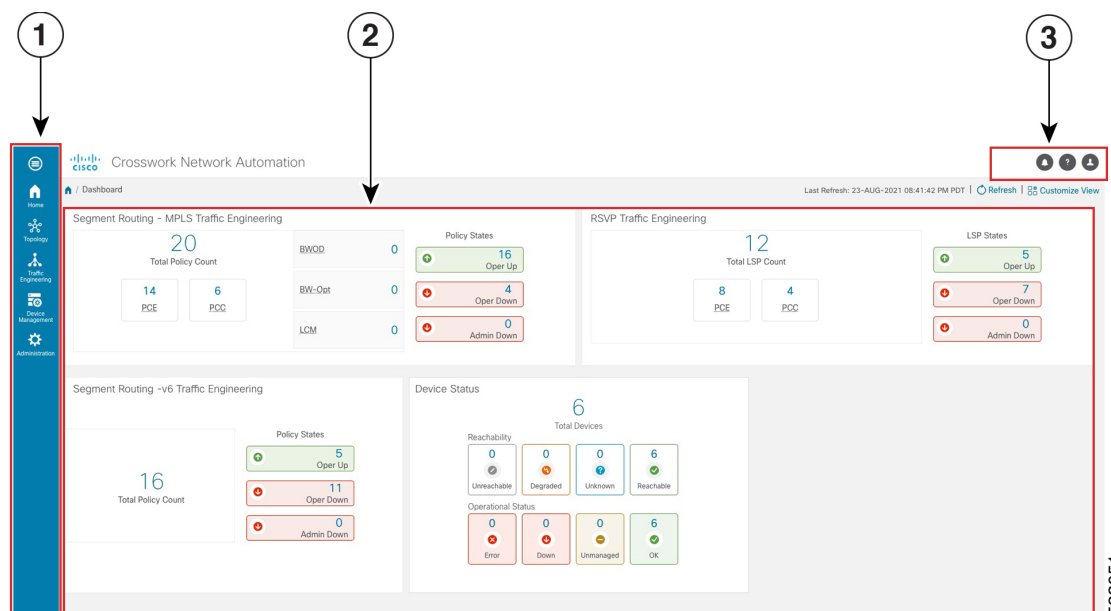 1
2
3
cisco Crosswork Network Automation
/ Dashboard
Last Refresh: 23-AUG-2021 08:41:42 PM PDT | Refresh | Customize View
Home
Topology
Traffic
Engineering
Device
Management
Administration
Segment Routing - MPLS Traffic Engineering
20
Total Policy Count
14
PCE
6
PCC
BWOD 0
BW-Opt 0
LCM 0
Policy States
16
Oper Up
4
Oper Down
0
Admin Down
RSVP Traffic Engineering
12
Total LSP Count
8
PCE
4
PCC
LSP States
5
Oper Up
7
Oper Down
0
Admin Down
Segment Routing -v6 Traffic Engineering
16
Total Policy Count
Policy States
5
Oper Up
11
Oper Down
0
Admin Down
Device Status
6
Total Devices
Reachability
0
Unreachable
0
Degraded
0
Unknown
6
Reachable
Operational Status
0
Error
0
Down
0
Unmanaged
6
OK